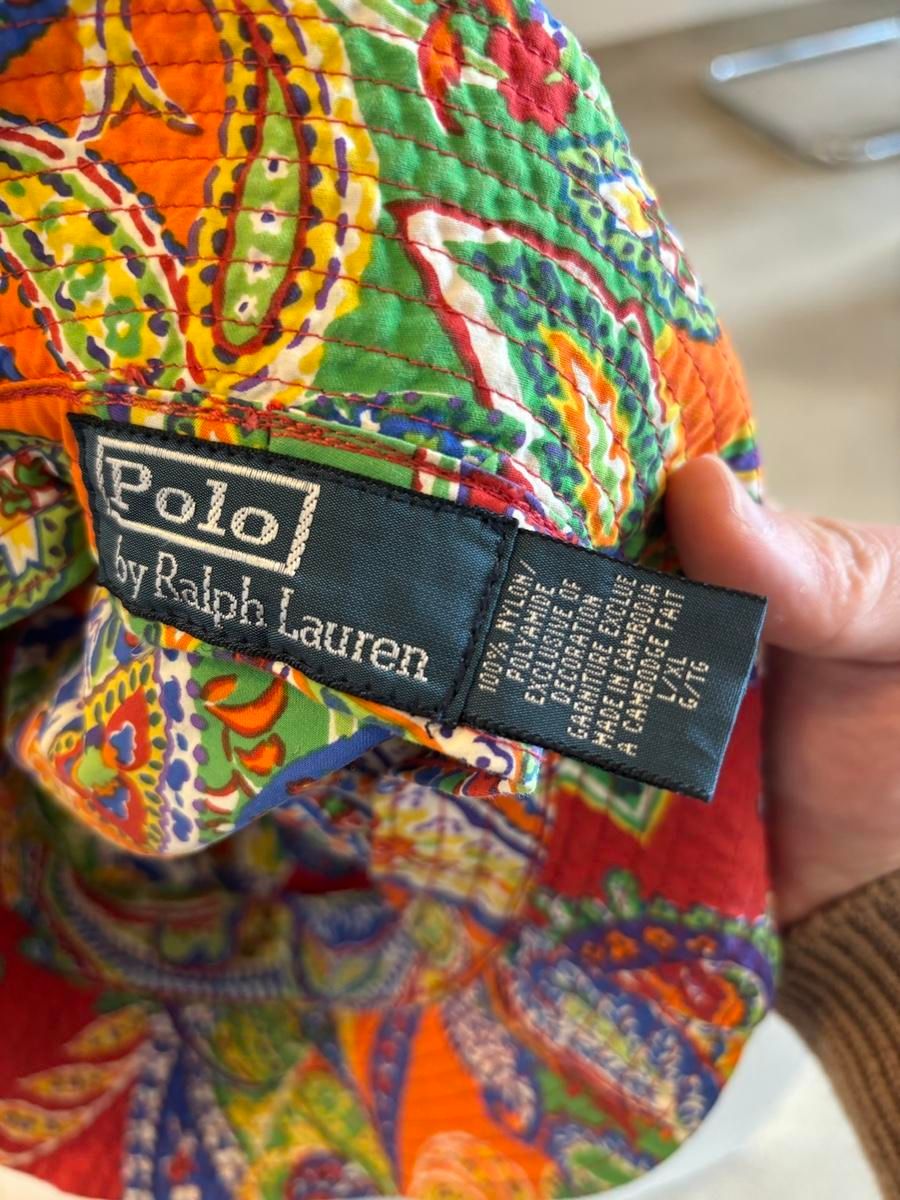 Polo
by Ralph Lauren
100% NYLON/
POLYAMIDE
EXCLUSIVE OF
DECORATION
GARNITURE EXCLUE
MADE IN CAMBODIA
A CAMBODGE FAIT
L/XL
G/TG